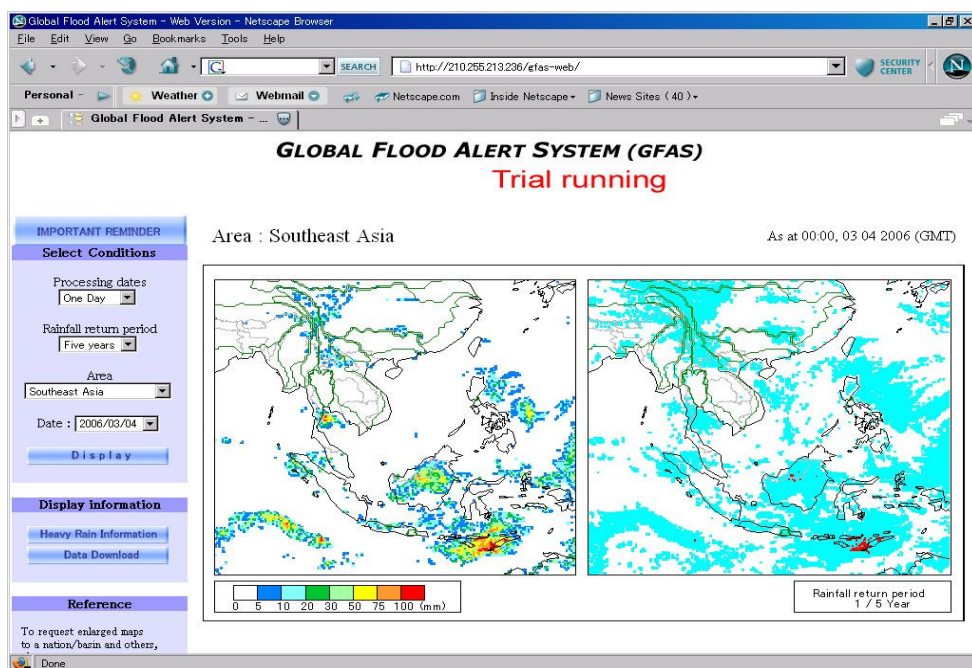 Global Flood Alert System - Web Version - Netscape Browser
File Edit View Go Bookmarks Tools Help
SEARCH http://210.255.213.236/gfas-web/ SECURITY CENTER
Personal Weather Webmail Netscape.com Inside Netscape News Sites (40)
Global Flood Alert System - ...
GLOBAL FLOOD ALERT SYSTEM (GFAS)
Trial running
IMPORTANT REMINDER
Select Conditions
Processing dates
One Day
Rainfall return period
Five years
Area
Southeast Asia
Date : 2006/03/04
Display
Display information
Heavy Rain Information
Data Download
Reference
To request enlarged maps
to a nation/basin and others,
Area : Southeast Asia
As at 00:00, 03 04 2006 (GMT)
0 5 10 20 30 50 75 100 (mm)
Rainfall return period
1 / 5 Year
Done